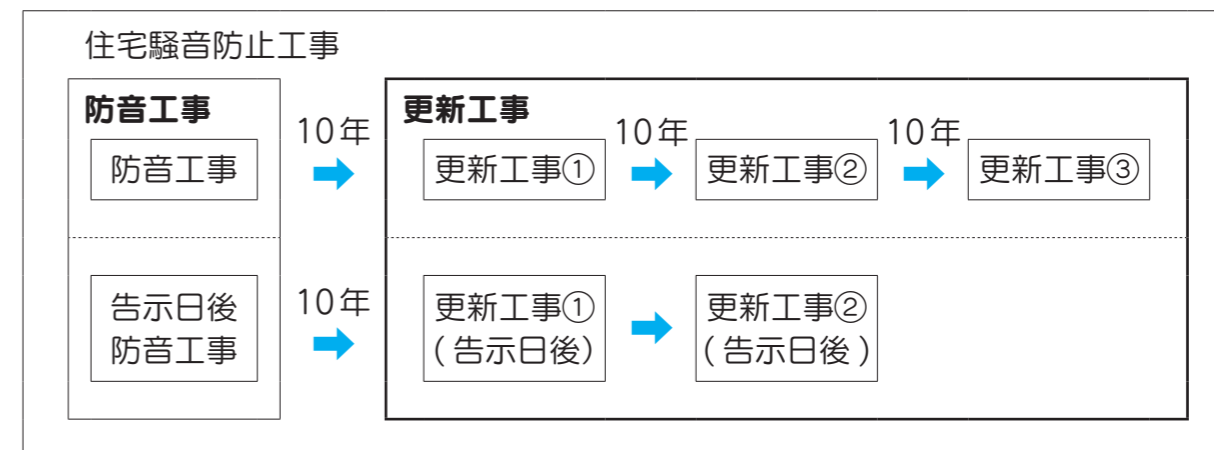 住宅騒音防止工事
防音工事
更新工事
防音工事
10年
更新工事①
10年
更新工事②
10年
更新工事③
告示日後
防音工事
10年
更新工事①
(告示日後)
更新工事②
(告示日後)